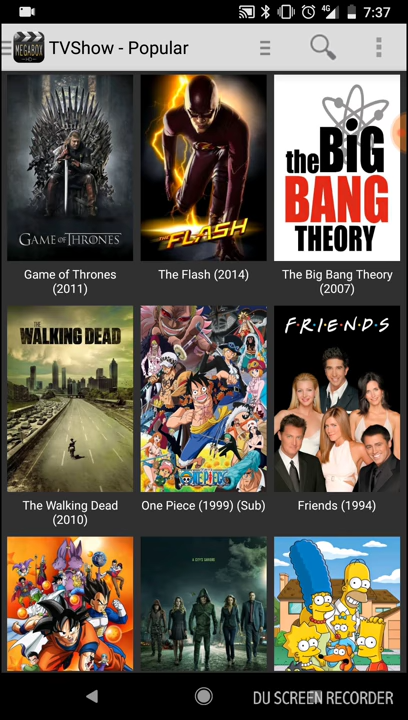 4G
7:37
MEGABOX
HD
TVShow - Popular
GAME OF THRONES
THE FLASH
the BIG
BANG
THEORY
Game of Thrones
(2011)
The Flash (2014)
The Big Bang Theory
(2007)
THE
WALKING DEAD
ONE PIECE
F·R·I·E·N·D·S
The Walking Dead
(2010)
One Piece (1999) (Sub)
Friends (1994)
DU SCREEN RECORDER